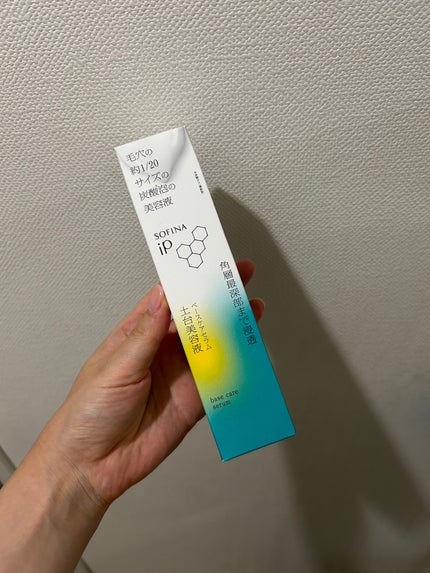 毛穴の
約1/20
サイズの
炭酸泡の
美容液
SOFINA
iP
角層最深部まで浸透
ベースケアセラム
土台美容液
base care
serum